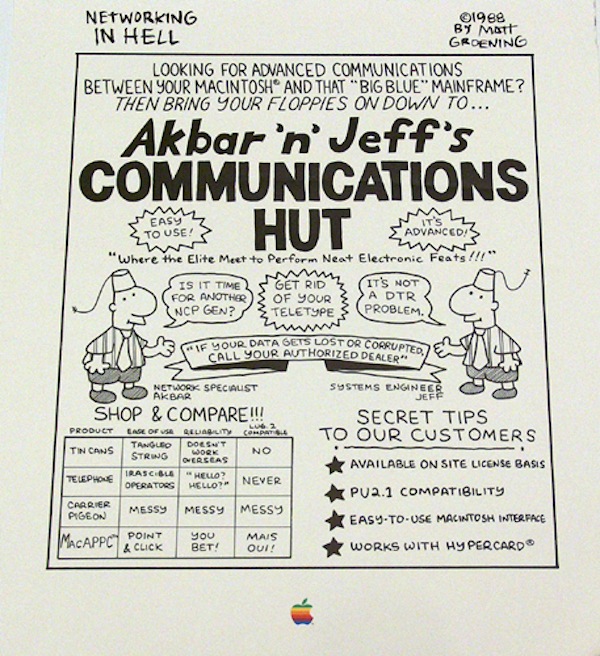 NETWORKING
IN HELL
©1988
BY MATT
GROENING
LOOKING FOR ADVANCED COMMUNICATIONS
BETWEEN YOUR MACINTOSH® AND THAT "BIG BLUE" MAINFRAME?
THEN BRING YOUR FLOPPIES ON DOWN TO...
Akbar 'n' Jeff's
COMMUNICATIONS
HUT
EASY
TO USE!
IT'S
ADVANCED!
"Where the Elite Meet to Perform Neat Electronic Feats!!!"
IS IT TIME
FOR ANOTHER
NCP GEN?
GET RID
OF YOUR
TELETYPE
IT'S NOT
A DTR
PROBLEM.
"IF YOUR DATA GETS LOST OR CORRUPTED,
CALL YOUR AUTHORIZED DEALER"
NETWORK SPECIALIST
AKBAR
SYSTEMS ENGINEER
JEFF
SHOP & COMPARE!!!
PRODUCT EASE OF USE RELIABILITY LU6.2 COMPATIBLE
TIN CANS
TANGLED
STRING
DOESN'T
WORK
OVERSEAS
NO
TELEPHONE
IRASCIBLE
OPERATORS
"HELLO?
HELLO?"
NEVER
CARRIER
PIGEON
MESSY
MESSY
MESSY
MacAPPC™
POINT
& CLICK
YOU
BET!
MAIS
OUI!
SECRET TIPS
TO OUR CUSTOMERS
★ AVAILABLE ON SITE LICENSE BASIS
★ PU2.1 COMPATIBILITY
★ EASY-TO-USE MACINTOSH INTERFACE
★ WORKS WITH HYPERCARD®